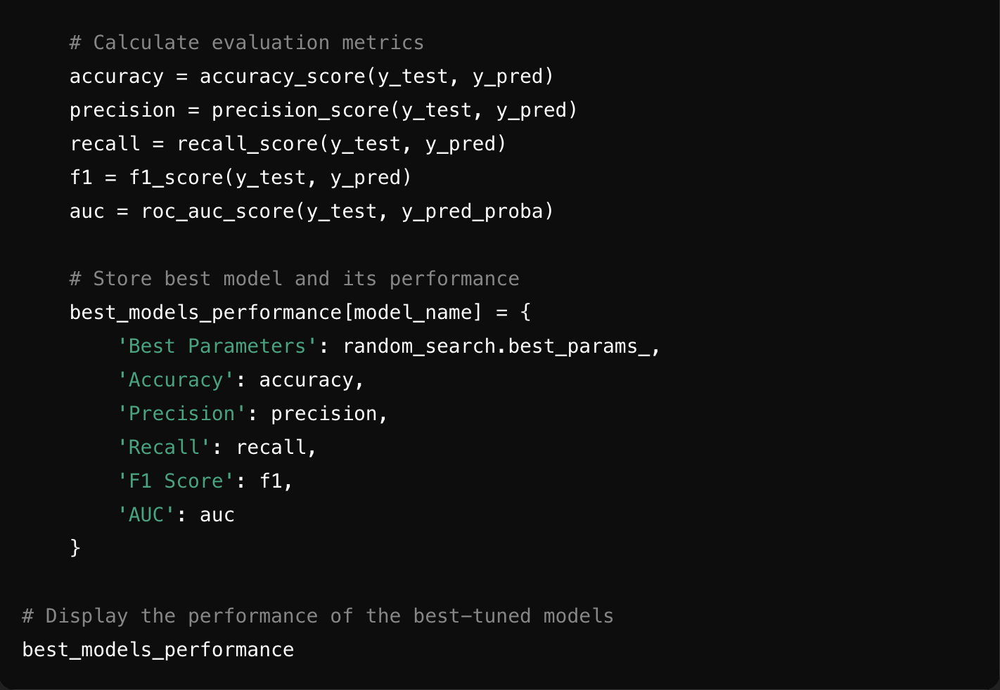 # Calculate evaluation metrics
accuracy = accuracy_score(y_test, y_pred)
precision = precision_score(y_test, y_pred)
recall = recall_score(y_test, y_pred)
f1 = f1_score(y_test, y_pred)
auc = roc_auc_score(y_test, y_pred_proba)

# Store best model and its performance
best_models_performance[model_name] = {
    'Best Parameters': random_search.best_params_,
    'Accuracy': accuracy,
    'Precision': precision,
    'Recall': recall,
    'F1 Score': f1,
    'AUC': auc
}

# Display the performance of the best-tuned models
best_models_performance